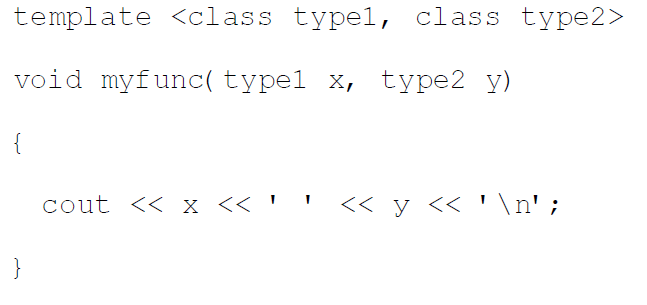 template <class type1, class type2>
void myfunc( type1 x, type2 y)
{
cout << x << ' ' << y << '\n';
}